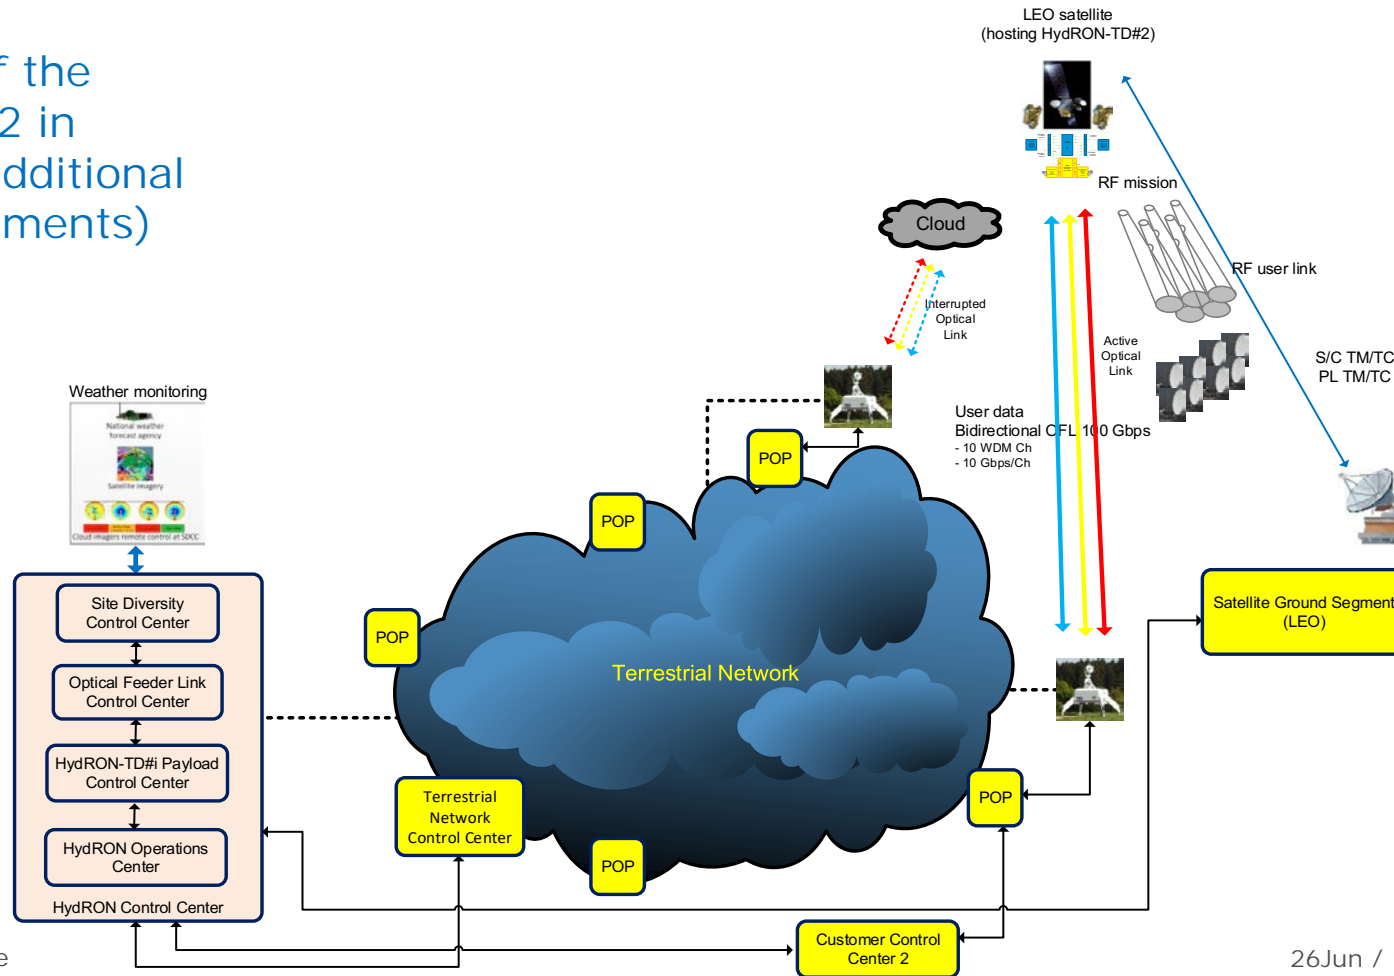 f the
2 in
dditional
ments)
LEO satellite
(hosting HydRON-TD#2)
RF mission
Cloud
RF user link
Interrupted
Optical
Link
Active
Optical
Link
S/C TM/TC
PL TM/TC
User data
Bidirectional OFL 100 Gbps
- 10 WDM Ch
- 10 Gbps/Ch
Weather monitoring
National weather
forecast agency
Satellite imagery
Cloud imagers remote control at SDCC
Site Diversity
Control Center
Optical Feeder Link
Control Center
HydRON-TD#i Payload
Control Center
HydRON Operations
Center
HydRON Control Center
POP
POP
POP
POP
POP
Terrestrial Network
Terrestrial
Network
Control Center
Satellite Ground Segment
(LEO)
Customer Control
Center 2
e
26Jun /